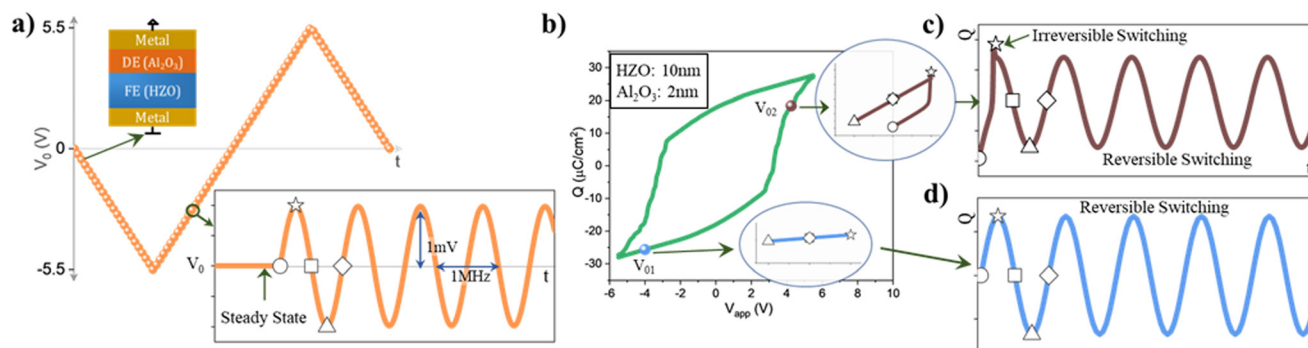 a)
5.5
V₀ (V)
0
-5.5
t
Metal
DE (Al₂O₃)
FE (HZO)
Metal
V₀
t
1mV
1MHz
Steady State
b)
HZO: 10nm
Al₂O₃: 2nm
Q (μC/cm²)
30
20
10
0
-10
-20
-30
-6
-4
-2
0
2
4
6
8
10
V_app (V)
V₀₂
V₀₁
c)
Q
Irreversible Switching
Reversible Switching
d)
Q
Reversible Switching